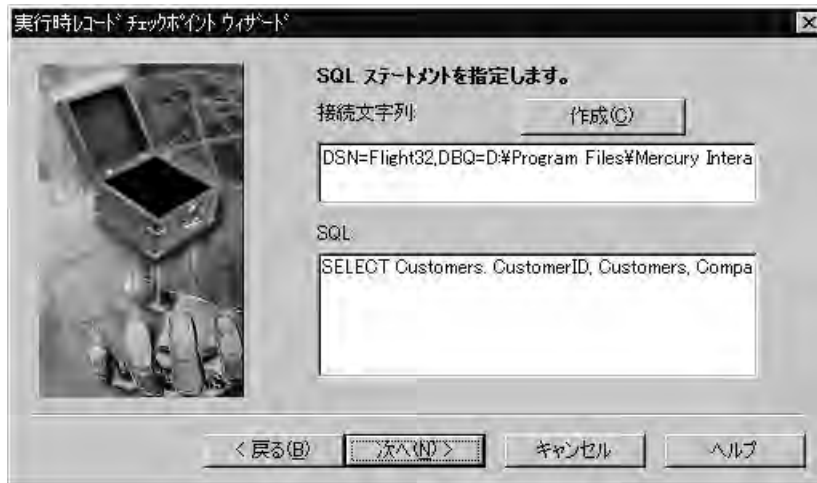 実行時レコード チェックポイント ウィザード
SQL ステートメントを指定します。
接続文字列:
作成(C)
DSN=Flight32,DBQ=D:¥Program Files¥Mercury Intera
SQL:
SELECT Customers. CustomerID, Customers, Compa
< 戻る(B)
次へ(N) >
キャンセル
ヘルプ